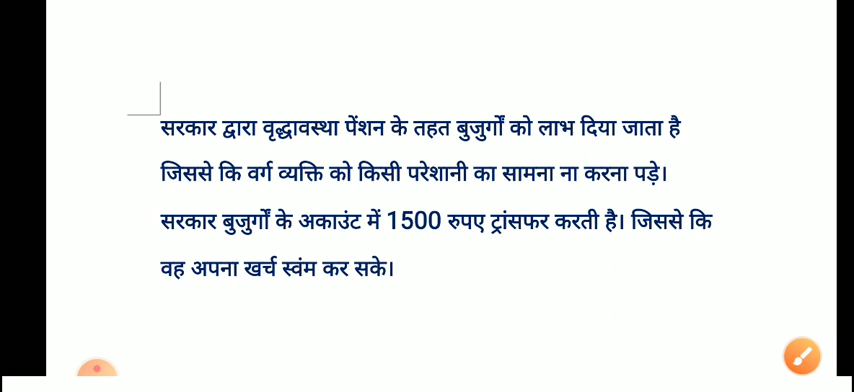 सरकार द्वारा वृद्धावस्था पेंशन के तहत बुजुर्गों को लाभ दिया जाता है
जिससे कि वर्ग व्यक्ति को किसी परेशानी का सामना ना करना पड़े।
सरकार बुजुर्गों के अकाउंट में 1500 रुपए ट्रांसफर करती है। जिससे कि
वह अपना खर्च स्वंम कर सके।